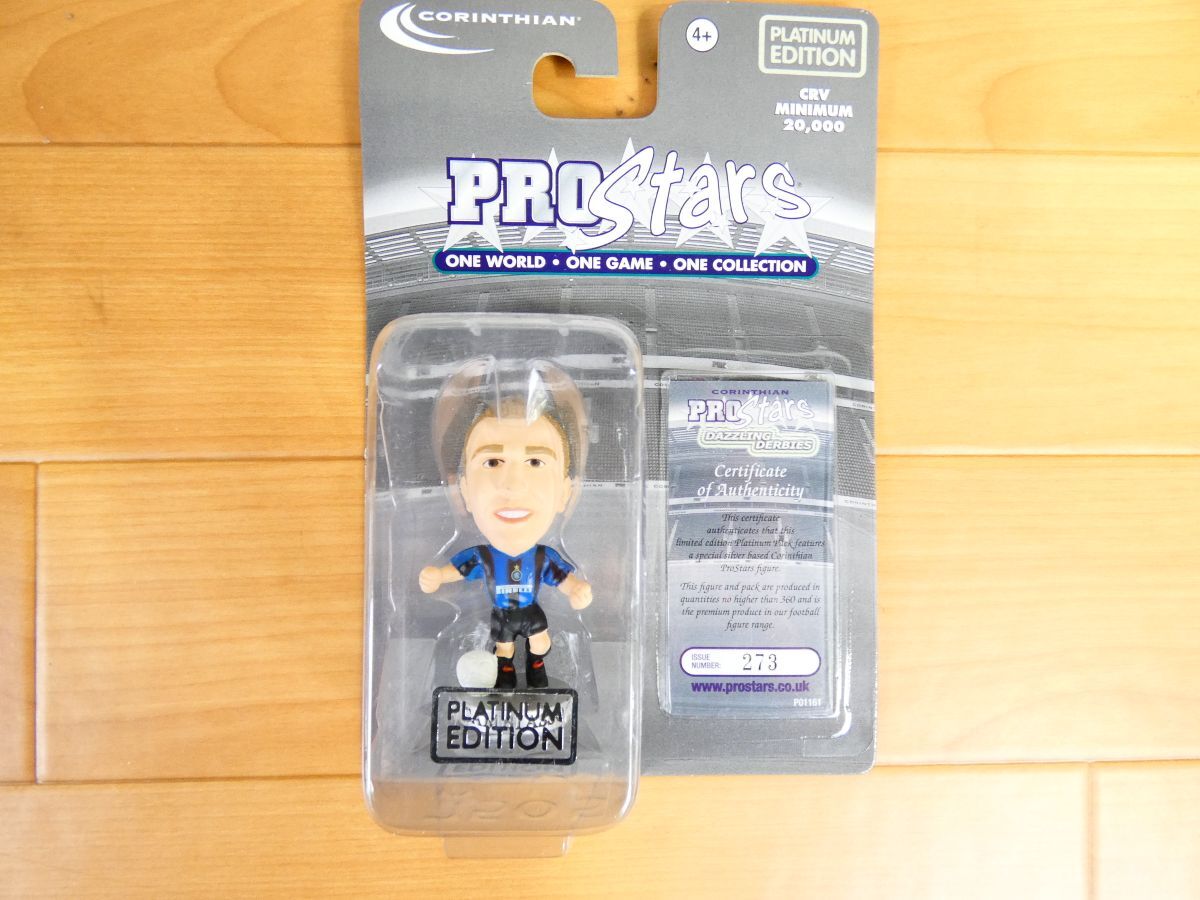 CORINTHIAN
4+
PLATINUM
EDITION
CRV
MINIMUM
20,000
PROStars
ONE WORLD • ONE GAME • ONE COLLECTION
CORINTHIAN
PROStars
DAZZLING
DERBIES
Certificate
of Authenticity
This certificate
authenticates that this
limited edition Platinum Pack features
a special silver based Corinthian
ProStars figure.
This figure and pack are produced in
quantities no higher than 360 and is
the premium product in our football
figure range.
ISSUE
NUMBER: 273
www.prostars.co.uk
P01161
PIRELLI
PLATINUM
EDITION